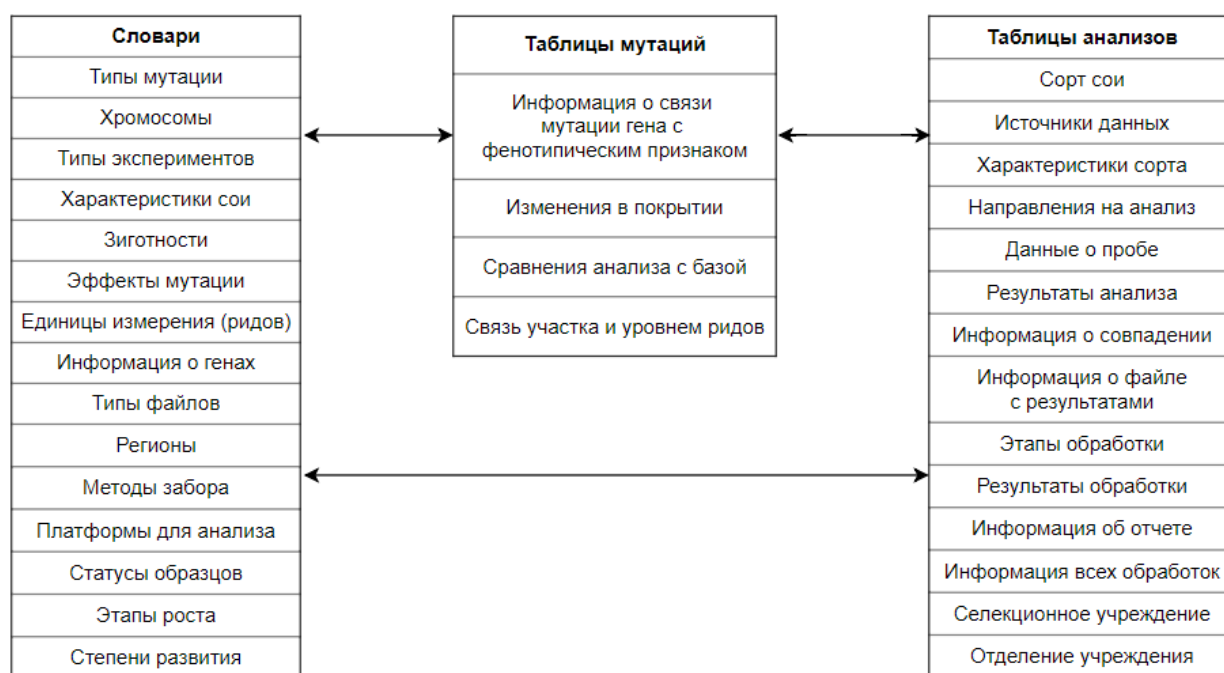 Словари
Типы мутации
Хромосомы
Типы экспериментов
Характеристики сои
Зиготности
Эффекты мутации
Единицы измерения (ридов)
Информация о генах
Типы файлов
Регионы
Методы забора
Платформы для анализа
Статусы образцов
Этапы роста
Степени развития
Таблицы мутаций
Информация о связи
мутации гена с
фенотипическим признаком
Изменения в покрытии
Сравнения анализа с базой
Связь участка и уровнем ридов
Таблицы анализов
Сорт сои
Источники данных
Характеристики сорта
Направления на анализ
Данные о пробе
Результаты анализа
Информация о совпадении
Информация о файле
с результатами
Этапы обработки
Результаты обработки
Информация об отчете
Информация всех обработок
Селекционное учреждение
Отделение учреждения